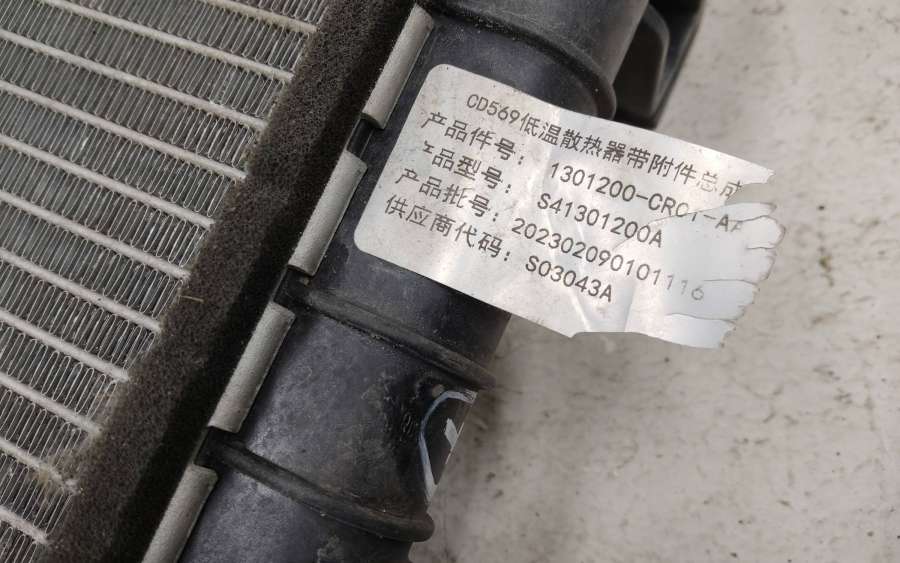 CD569低温散热器带附件总成
产品件号: 1301200-CR01-AA
产品型号: S41301200A
产品批号: 202302090101116
供应商代码: S03043A